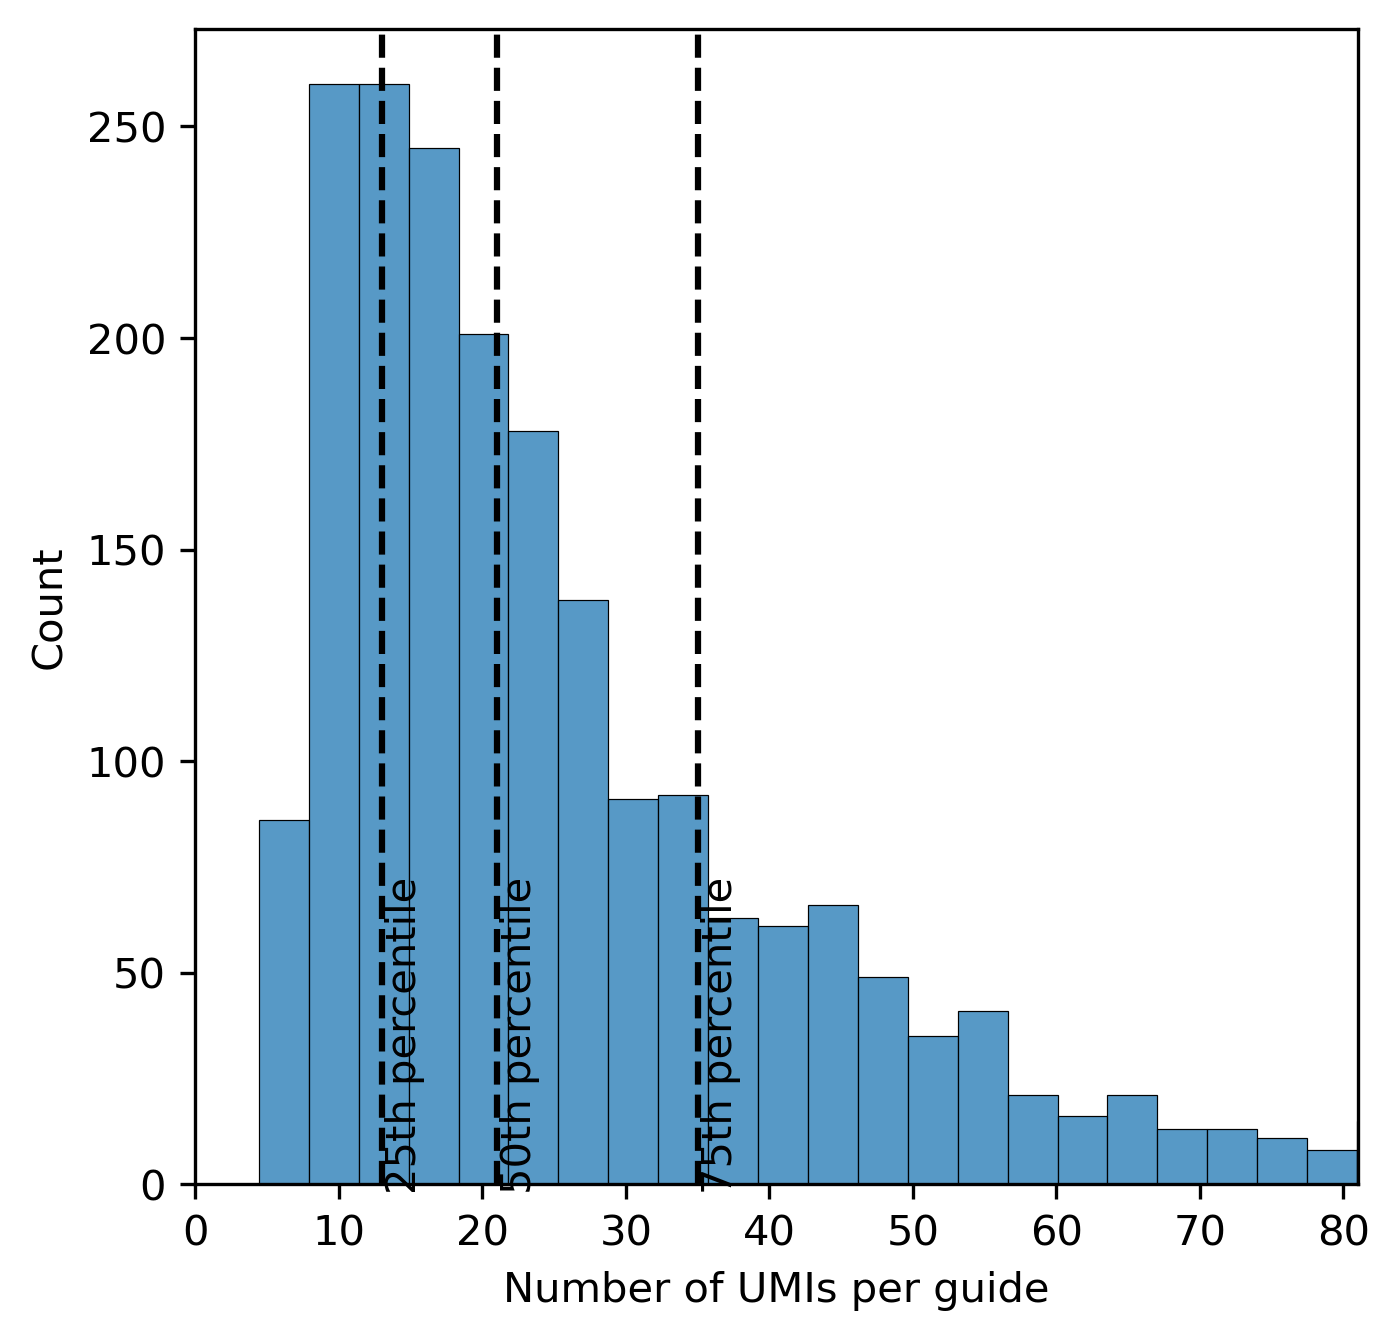 250
200
150
100
50
0
Count
25th percentile
50th percentile
75th percentile
0 10 20 30 40 50 60 70 80
Number of UMIs per guide